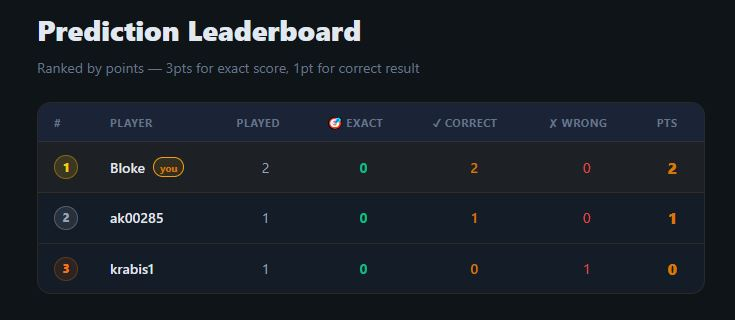 Prediction Leaderboard
Ranked by points — 3pts for exact score, 1pt for correct result
# PLAYER PLAYED 🎯 EXACT ✓ CORRECT ✗ WRONG PTS
1 Bloke you 2 0 2 0 2
2 ak00285 1 0 1 0 1
3 krabis1 1 0 0 1 0